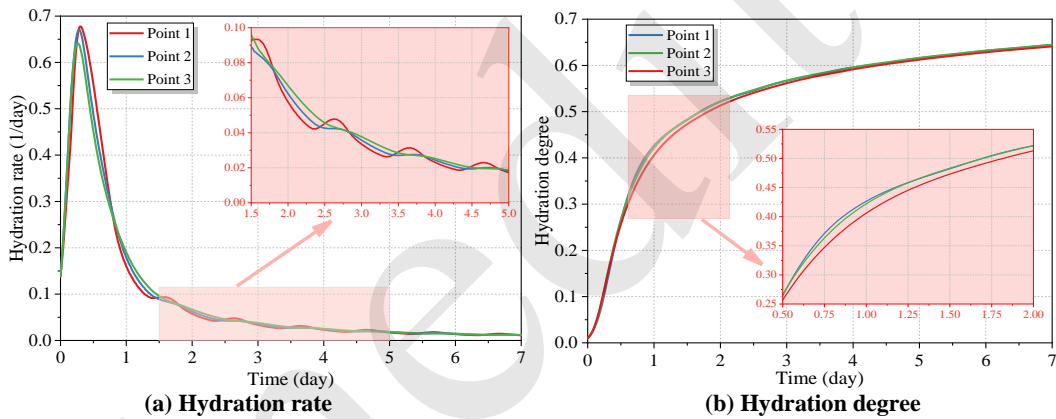 0.7
0.6
0.5
0.4
0.3
0.2
0.1
0.0
Hydration rate (1/day)
Point 1
Point 2
Point 3
0.10
0.08
0.06
0.04
0.02
0.00
1.5 2.0 2.5 3.0 3.5 4.0 4.5 5.0
0 1 2 3 4 5 6 7
Time (day)
(a) Hydration rate
0.7
0.6
0.5
0.4
0.3
0.2
0.1
0.0
Hydration degree
Point 1
Point 2
Point 3
0.55
0.50
0.45
0.40
0.35
0.30
0.25
0.50 0.75 1.00 1.25 1.50 1.75 2.00
0 1 2 3 4 5 6 7
Time (day)
(b) Hydration degree